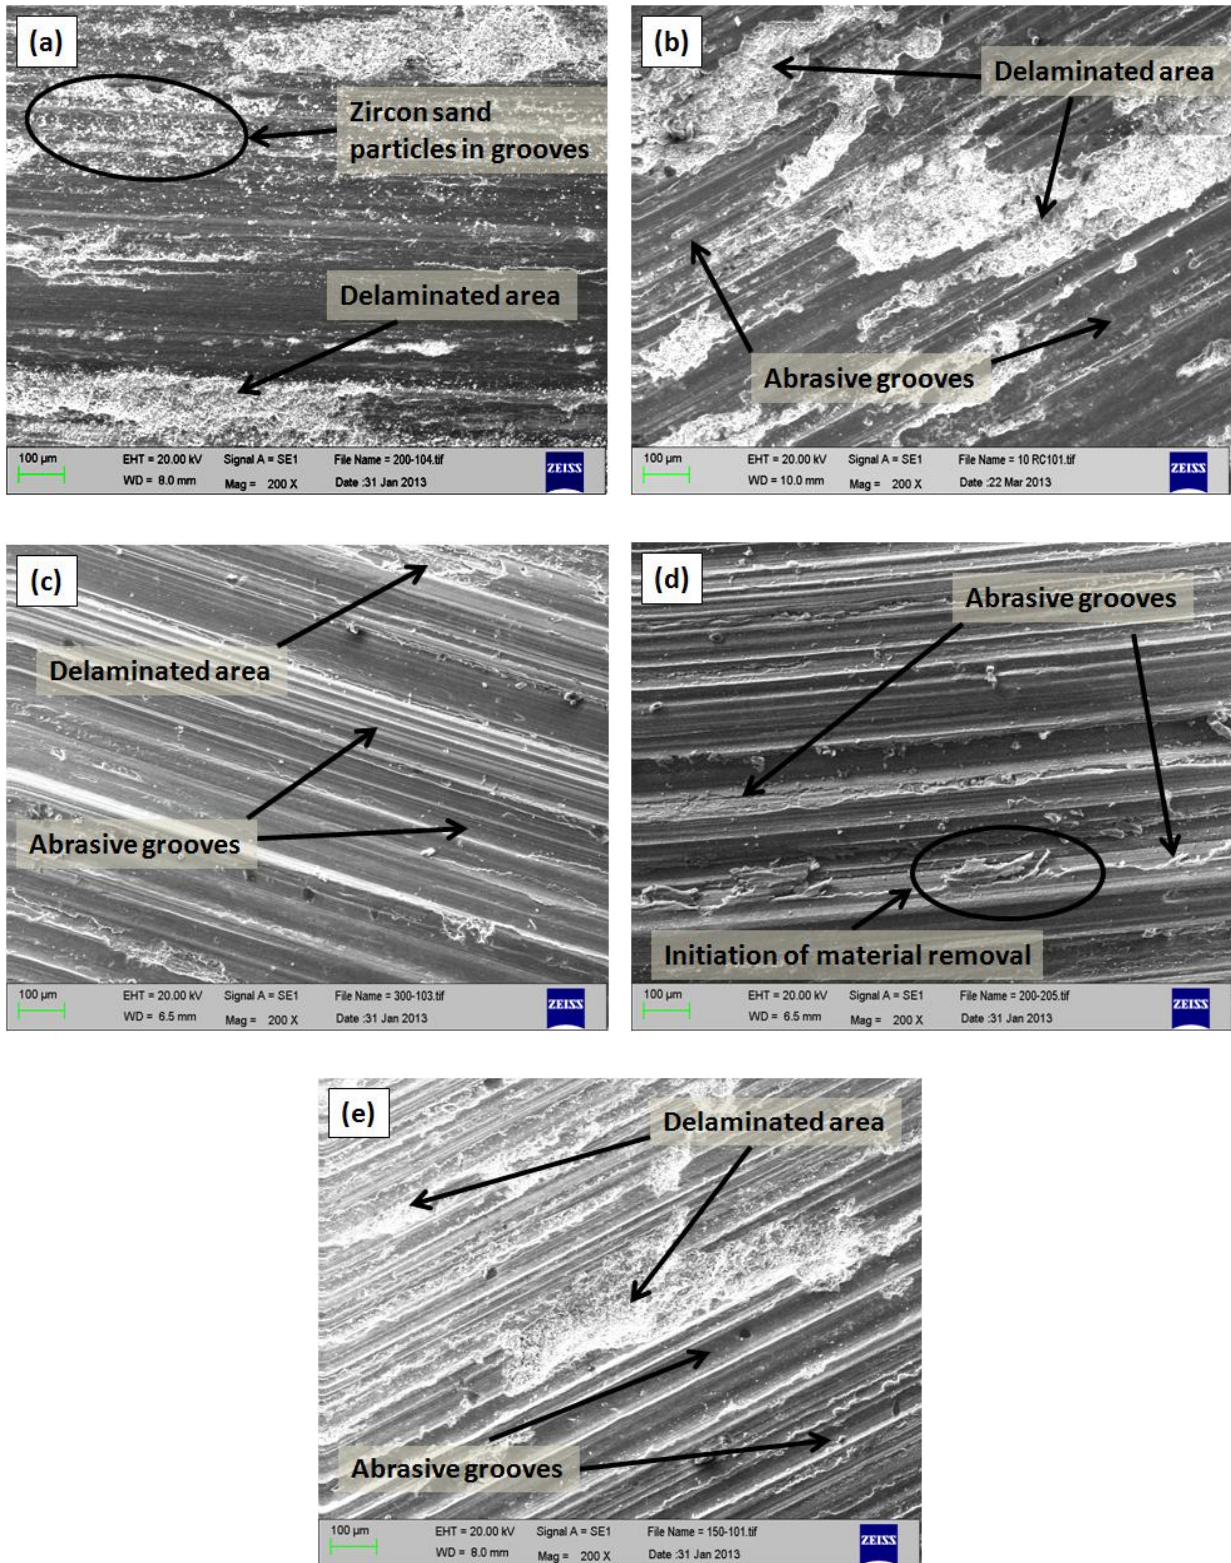 (a)
Zircon sand
particles in grooves
Delaminated area
100 µm
EHT = 20.00 kV Signal A = SE1 File Name = 200-104.tif
WD = 8.0 mm Mag = 200 X Date :31 Jan 2013
ZEISS
(b)
Delaminated area
Abrasive grooves
100 µm
EHT = 20.00 kV Signal A = SE1 File Name = 10 RC101.tif
WD = 10.0 mm Mag = 200 X Date :22 Mar 2013
ZEISS
(c)
Delaminated area
Abrasive grooves
100 µm
EHT = 20.00 kV Signal A = SE1 File Name = 300-103.tif
WD = 6.5 mm Mag = 200 X Date :31 Jan 2013
ZEISS
(d)
Abrasive grooves
Initiation of material removal
100 µm
EHT = 20.00 kV Signal A = SE1 File Name = 200-205.tif
WD = 6.5 mm Mag = 200 X Date :31 Jan 2013
ZEISS
(e)
Delaminated area
Abrasive grooves
100 µm
EHT = 20.00 kV Signal A = SE1 File Name = 150-101.tif
WD = 8.0 mm Mag = 200 X Date :31 Jan 2013
ZEISS